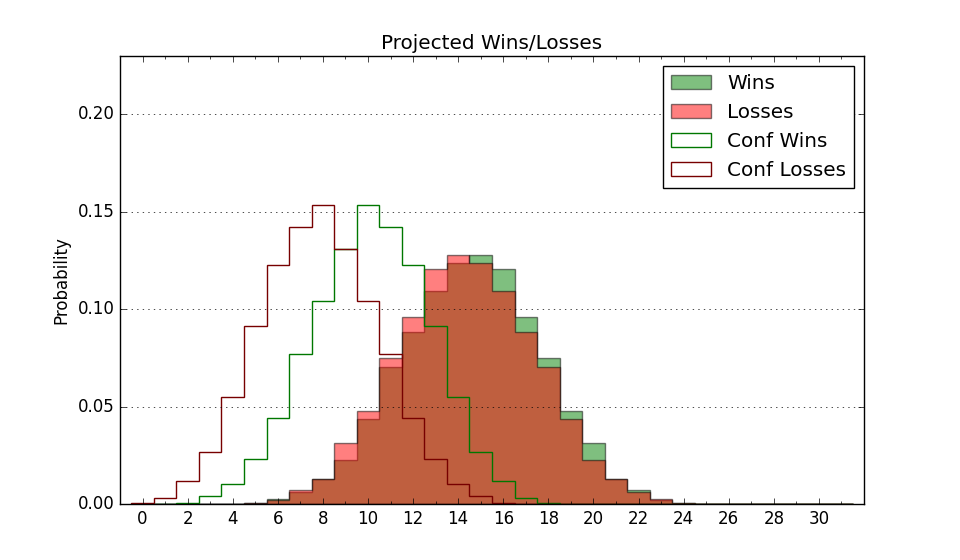 Projected Wins/Losses
Wins
Losses
Conf Wins
Conf Losses
Probability
0.20
0.15
0.10
0.05
0.00
0 2 4 6 8 10 12 14 16 18 20 22 24 26 28 30